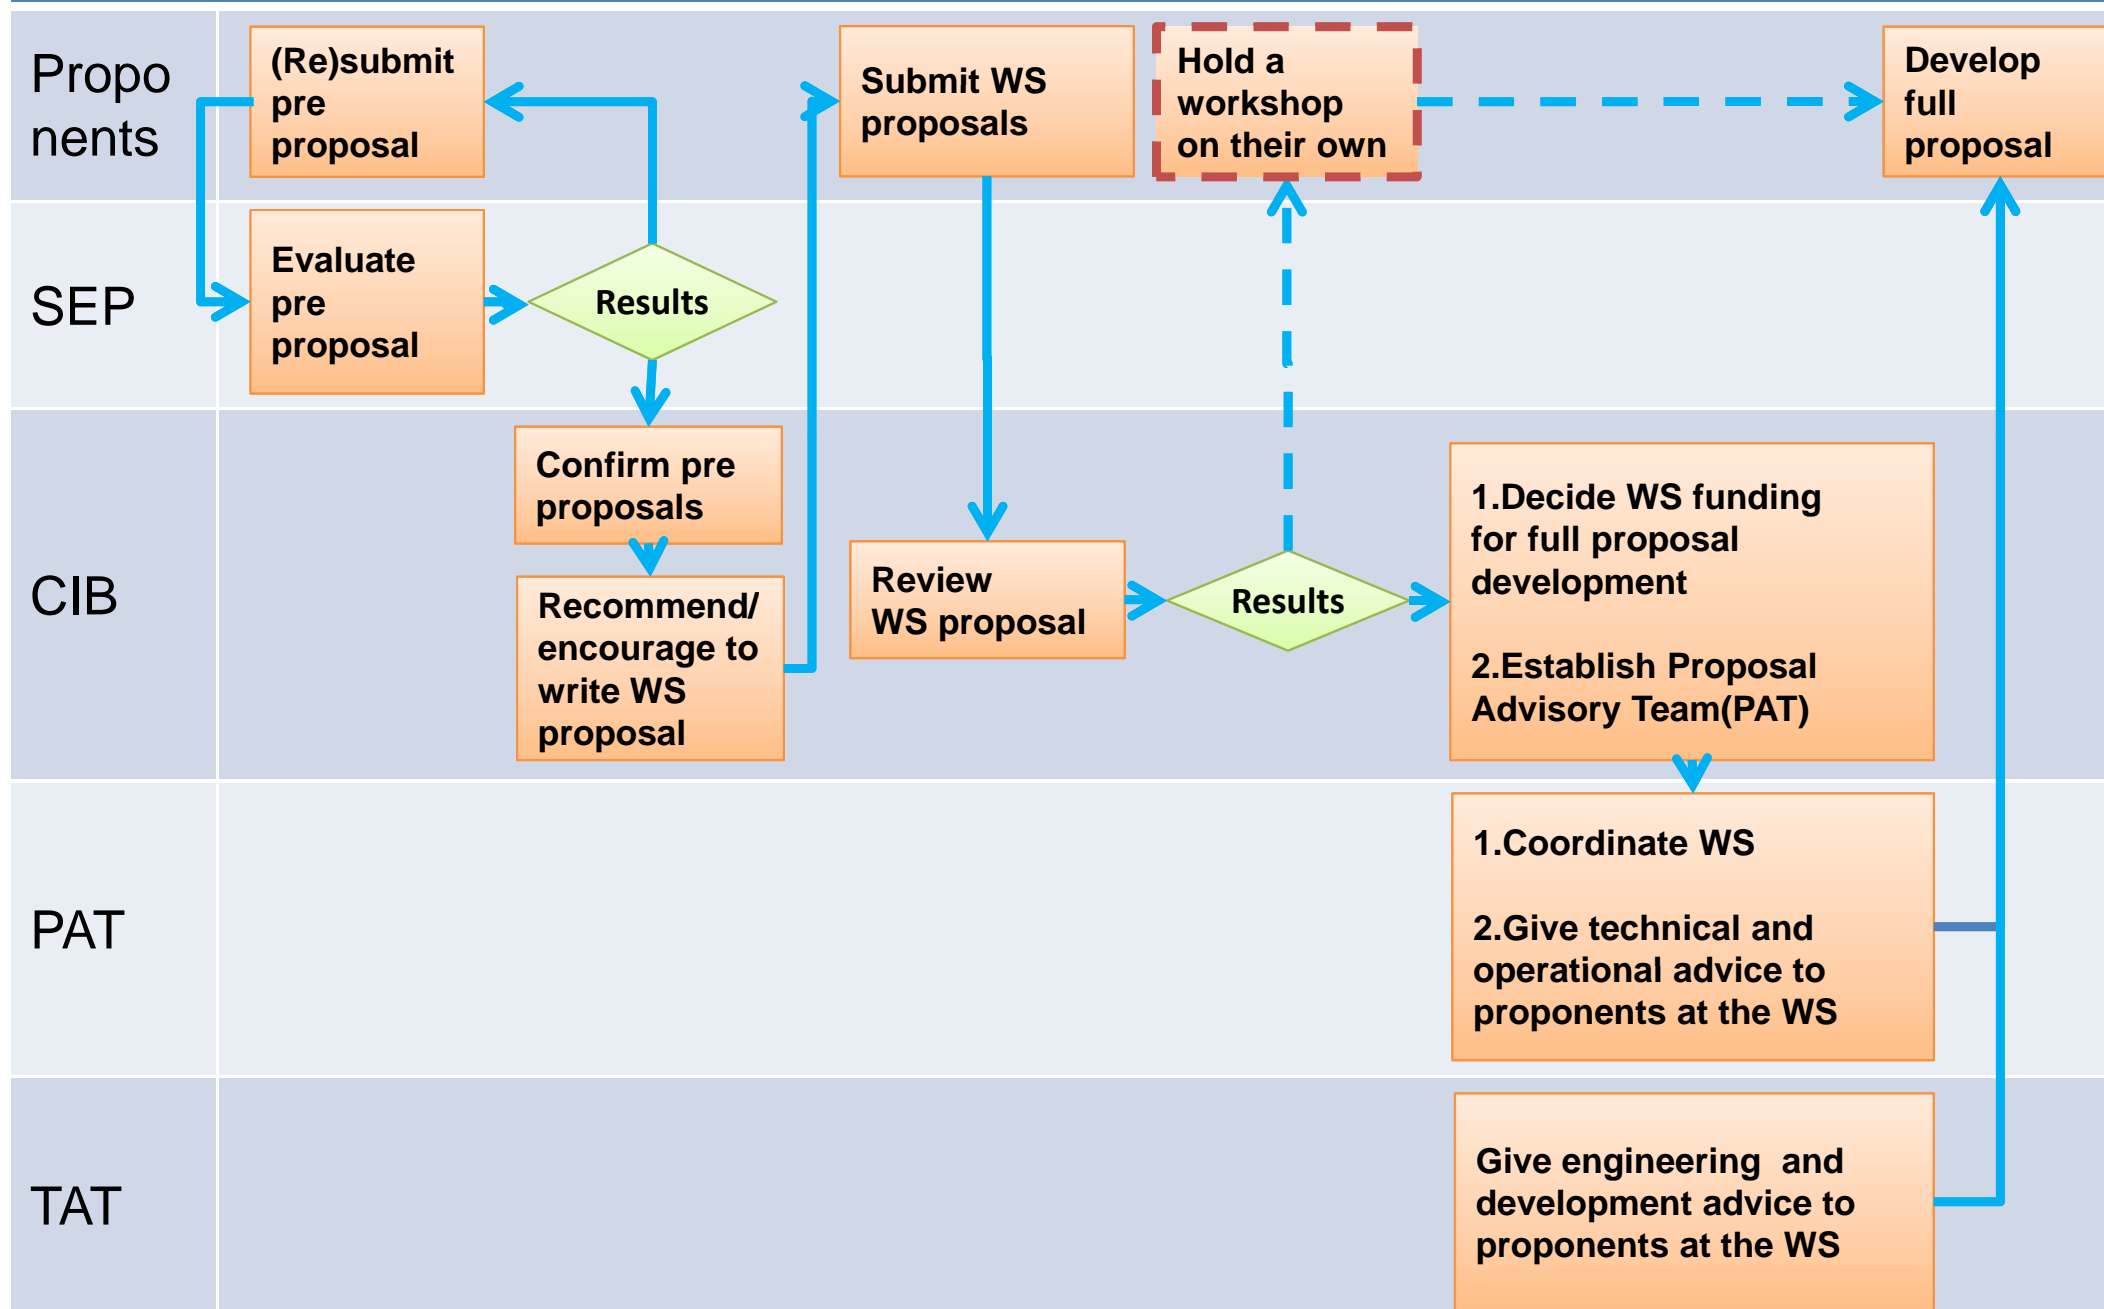 Propo
nents
(Re)submit
pre
proposal
Submit WS
proposals
Hold a
workshop
on their own
Develop
full
proposal
SEP
Evaluate
pre
proposal
Results
CIB
Confirm pre
proposals
Recommend/
encourage to
write WS
proposal
Review
WS proposal
Results
1.Decide WS funding
for full proposal
development
2.Establish Proposal
Advisory Team(PAT)
PAT
1.Coordinate WS
2.Give technical and
operational advice to
proponents at the WS
TAT
Give engineering  and
development advice to
proponents at the WS